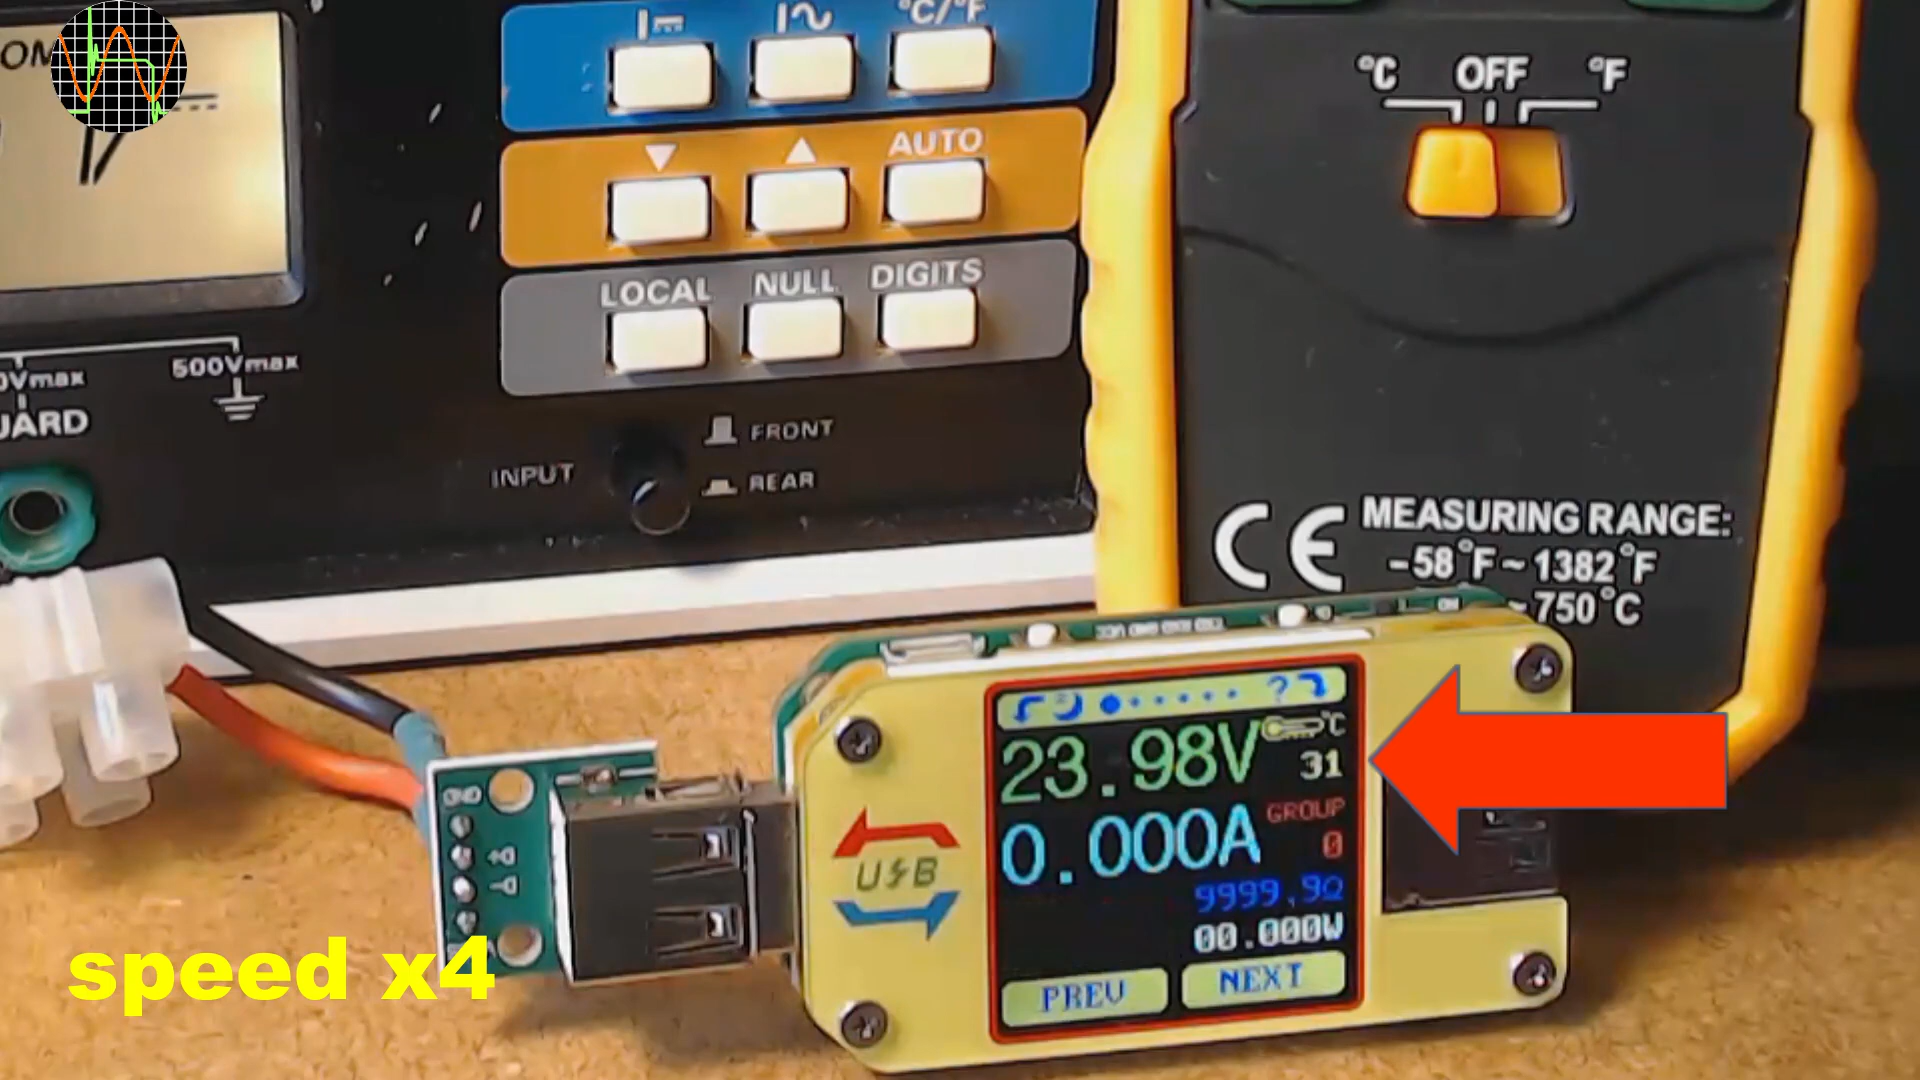 °C/°F
AUTO
LOCAL NULL DIGITS
500Vmax
FRONT
INPUT
REAR
°C OFF °F
CE MEASURING RANGE:
-58°F~1382°F
~750°C
23.98V °C
31
0.000A GROUP
0
9999.9Ω
00.000W
PREV NEXT
USB
GND
D+
D-
speed x4